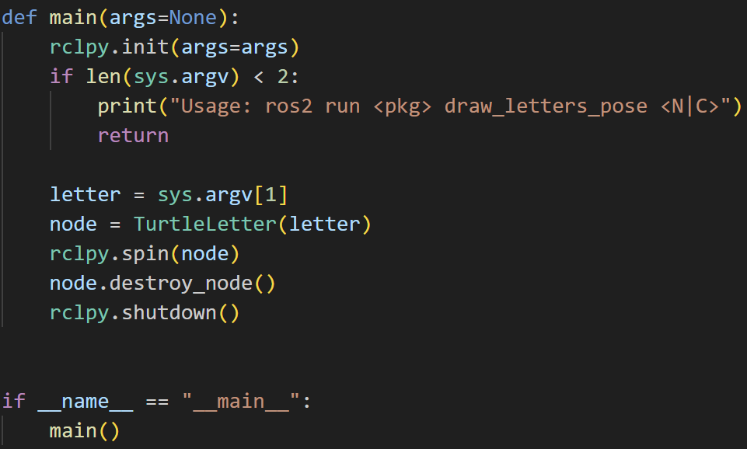 def main(args=None):
    rclpy.init(args=args)
    if len(sys.argv) < 2:
        print("Usage: ros2 run <pkg> draw_letters_pose <N|C>")
        return

    letter = sys.argv[1]
    node = TurtleLetter(letter)
    rclpy.spin(node)
    node.destroy_node()
    rclpy.shutdown()


if __name__ == "__main__":
    main()